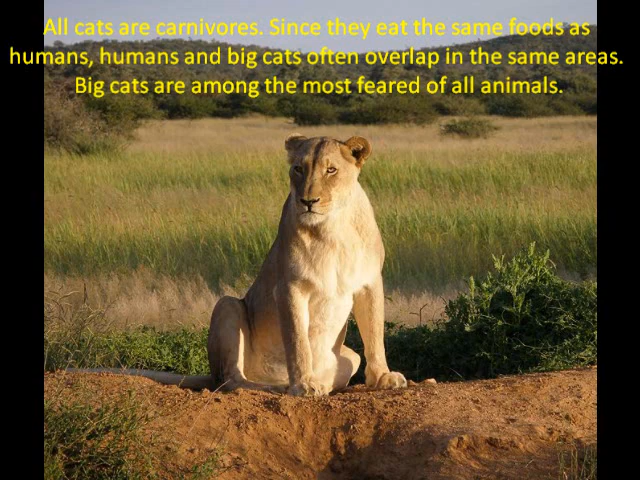 All cats are carnivores. Since they eat the same foods as
humans, humans and big cats often overlap in the same areas.
Big cats are among the most feared of all animals.